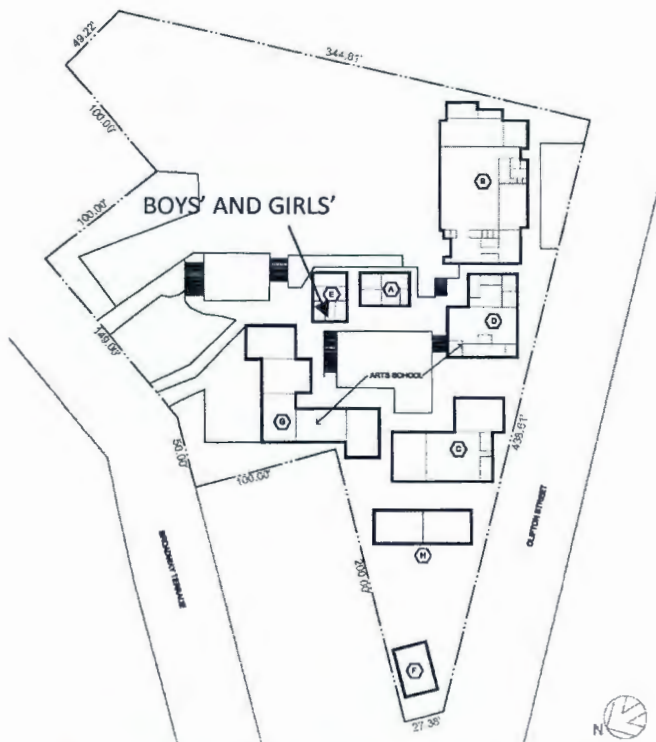 49.22'
344.81'
100.00'
B
100.00'
BOYS' AND GIRLS'
E
A
D
149.00'
ARTS SCHOOL
G
C
438.61'
50.00'
100.00'
H
CLIFTON STREET
BROADWAY TERRACE
200.00'
F
27.38'
N